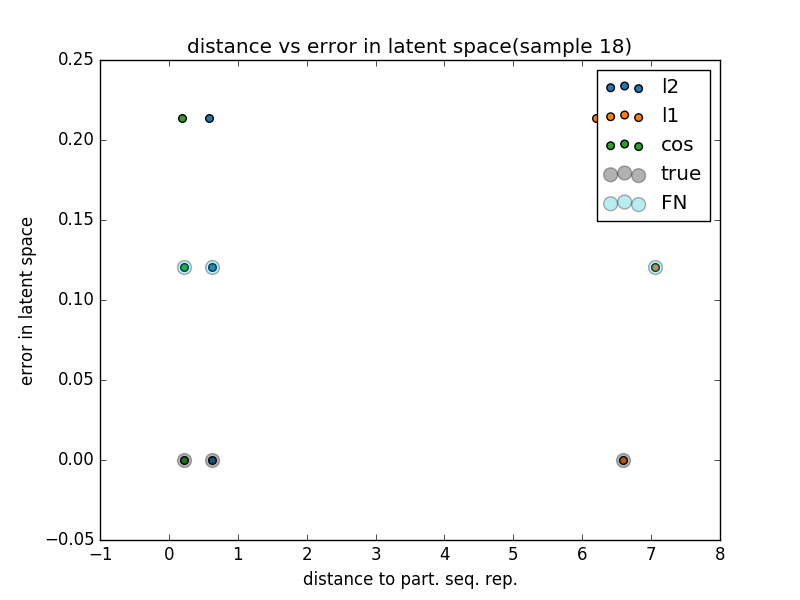 distance vs error in latent space(sample 18)
0.25
0.20
0.15
0.10
0.05
0.00
−0.05
error in latent space
−1 0 1 2 3 4 5 6 7 8
distance to part. seq. rep.
l2
l1
cos
true
FN